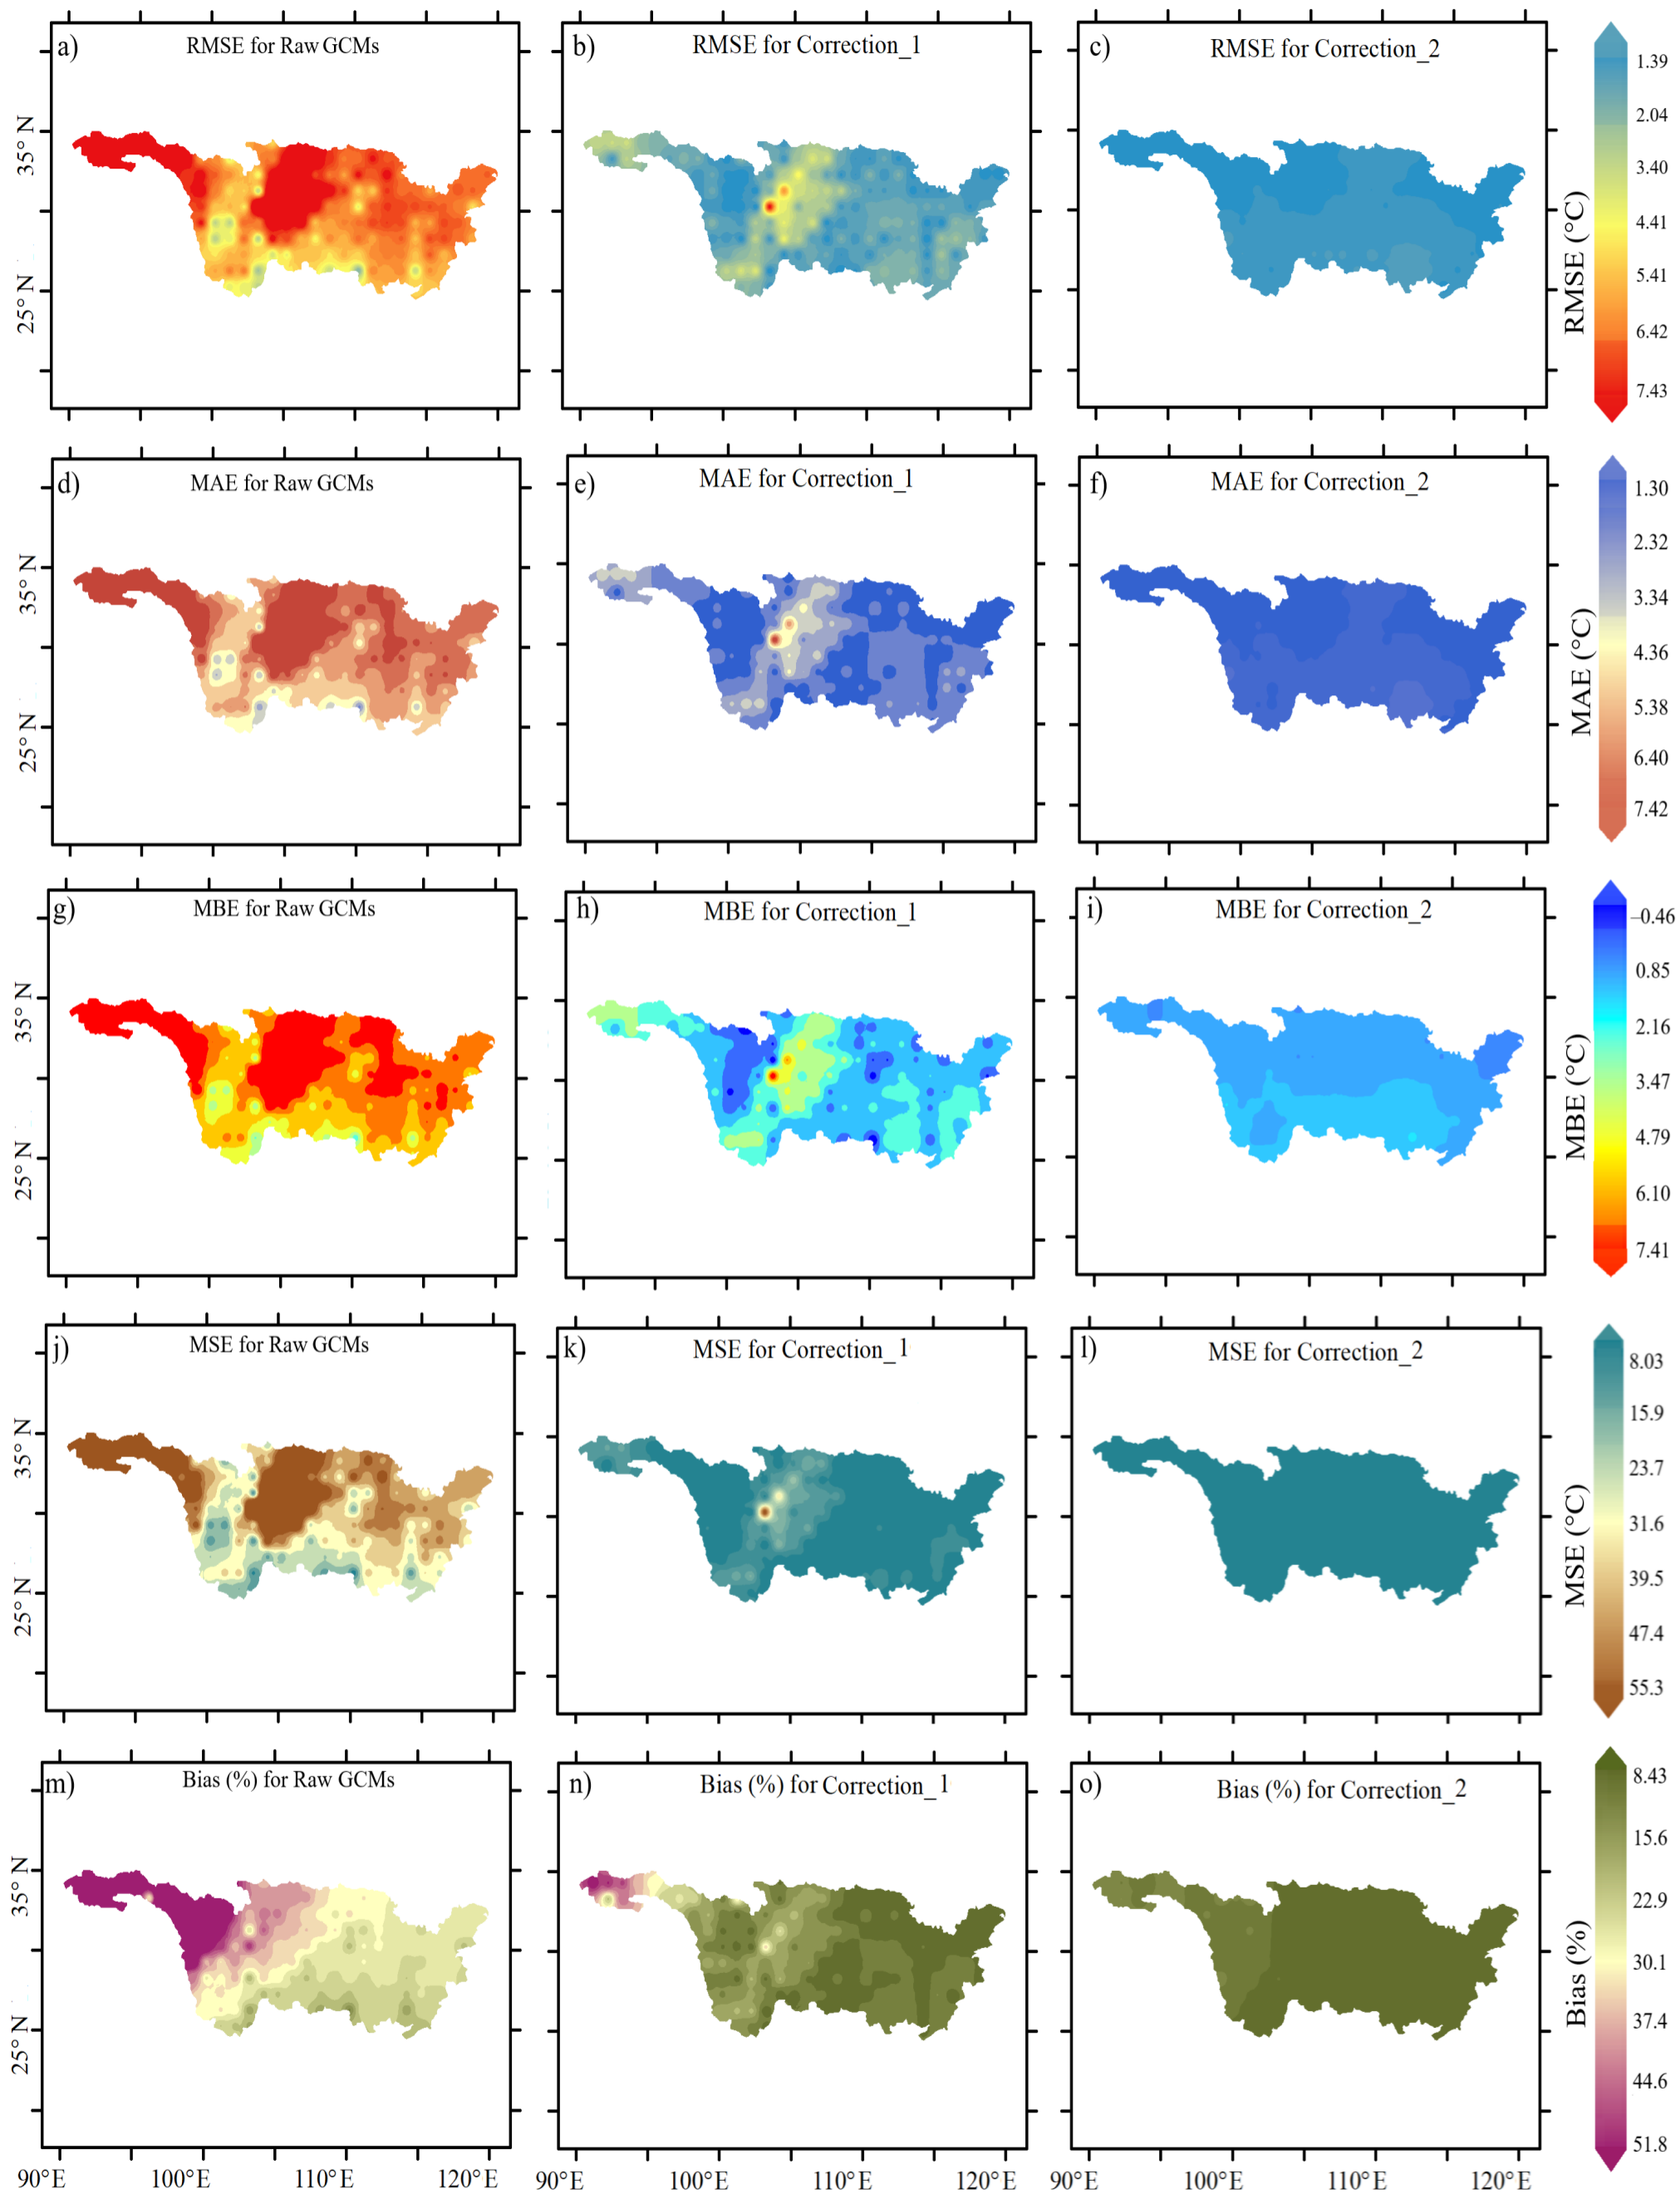 a)
RMSE for Raw GCMs
b)
RMSE for Correction_1
c)
RMSE for Correction_2
35° N
25° N
RMSE (°C)
1.39
2.04
3.40
4.41
5.41
6.42
7.43
d)
MAE for Raw GCMs
e)
MAE for Correction_1
f)
MAE for Correction_2
35° N
25° N
MAE (°C)
1.30
2.32
3.34
4.36
5.38
6.40
7.42
g)
MBE for Raw GCMs
h)
MBE for Correction_1
i)
MBE for Correction_2
35° N
25° N
MBE (°C)
–0.46
0.85
2.16
3.47
4.79
6.10
7.41
j)
MSE for Raw GCMs
k)
MSE for Correction_1
l)
MSE for Correction_2
35° N
25° N
MSE (°C)
8.03
15.9
23.7
31.6
39.5
47.4
55.3
m)
Bias (%) for Raw GCMs
n)
Bias (%) for Correction_1
o)
Bias (%) for Correction_2
35° N
25° N
Bias (%)
8.43
15.6
22.9
30.1
37.4
44.6
51.8
90°E 100°E 110°E 120°E
90°E 100°E 110°E 120°E
90°E 100°E 110°E 120°E